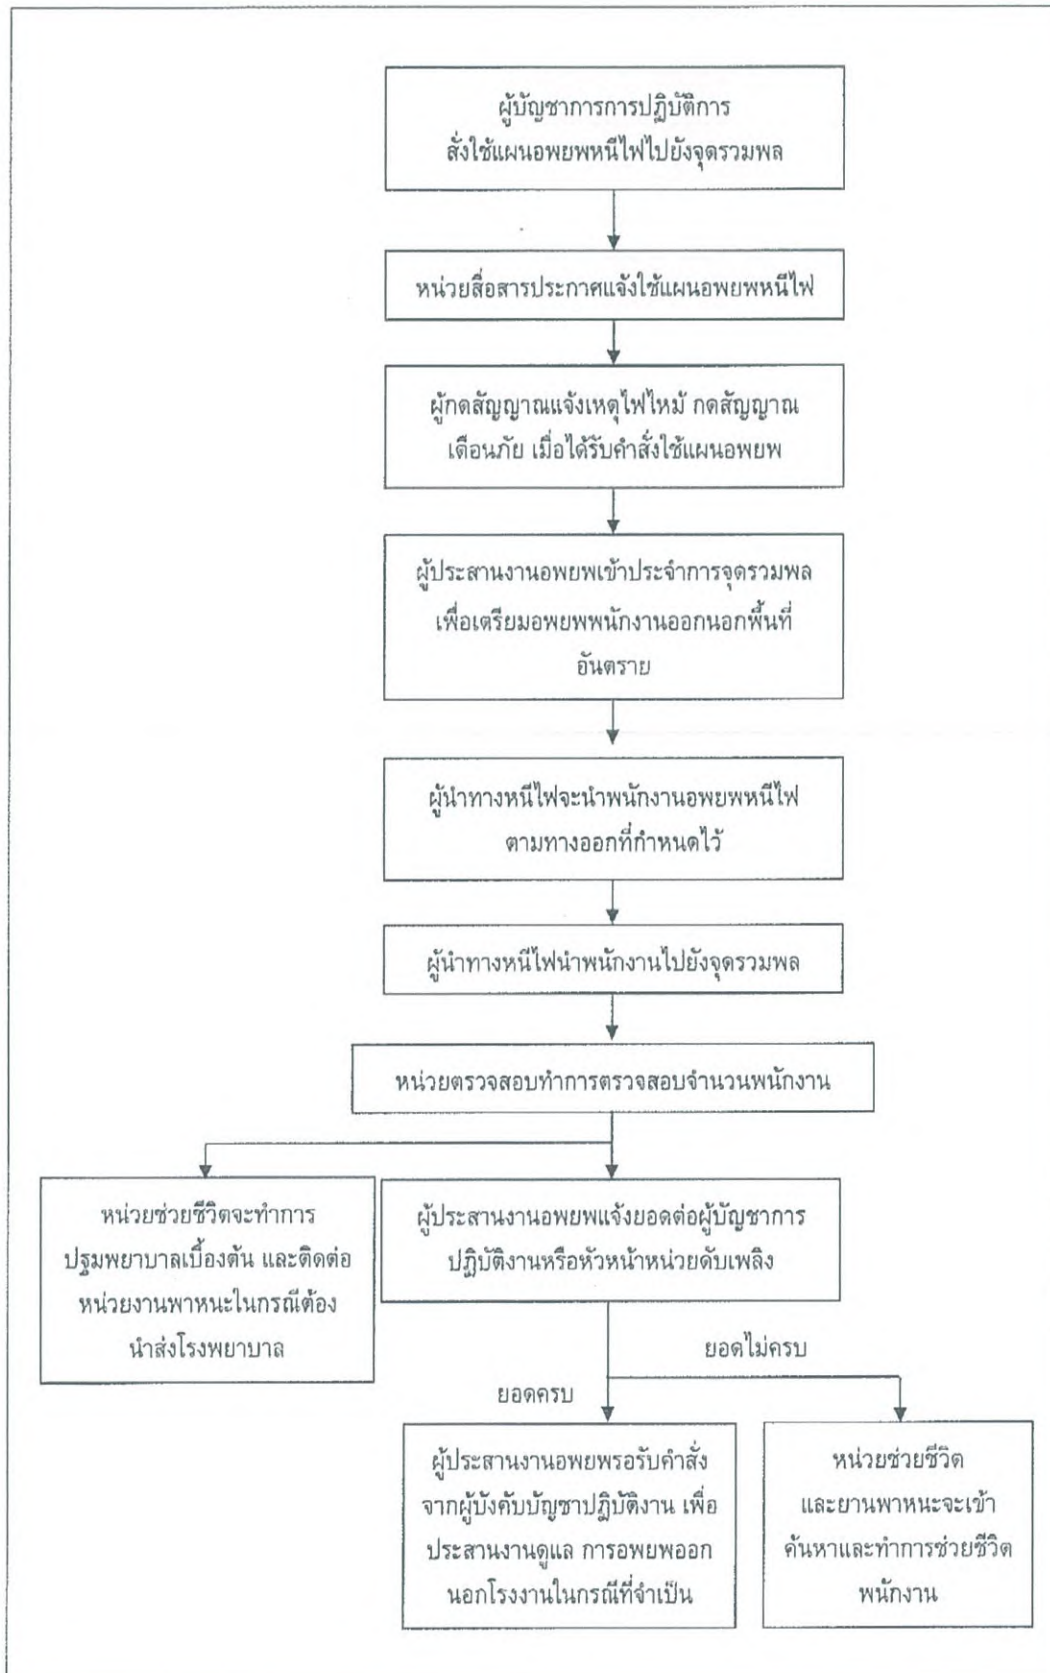 ผู้บัญชาการการปฏิบัติการ
สั่งใช้แผนอพยพหนีไฟไปยังจุดรวมพล
หน่วยสื่อสารประกาศแจ้งใช้แผนอพยพหนีไฟ
ผู้กดสัญญาณแจ้งเหตุไฟไหม้ กดสัญญาณ
เตือนภัย เมื่อได้รับคำสั่งใช้แผนอพยพ
ผู้ประสานงานอพยพเข้าประจำการจุดรวมพล
เพื่อเตรียมอพยพพนักงานออกนอกพื้นที่
อันตราย
ผู้นำทางหนีไฟจะนำพนักงานอพยพหนีไฟ
ตามทางออกที่กำหนดไว้
ผู้นำทางหนีไฟนำพนักงานไปยังจุดรวมพล
หน่วยตรวจสอบทำการตรวจสอบจำนวนพนักงาน
หน่วยช่วยชีวิตจะทำการ
ปฐมพยาบาลเบื้องต้น และติดต่อ
หน่วยงานพาหนะในกรณีต้อง
นำส่งโรงพยาบาล
ผู้ประสานงานอพยพแจ้งยอดต่อผู้บัญชาการ
ปฏิบัติงานหรือหัวหน้าหน่วยดับเพลิง
ยอดไม่ครบ
ยอดครบ
ผู้ประสานงานอพยพรอรับคำสั่ง
จากผู้บังคับบัญชาปฏิบัติงาน เพื่อ
ประสานงานดูแล การอพยพออก
นอกโรงงานในกรณีที่จำเป็น
หน่วยช่วยชีวิต
และยานพาหนะจะเข้า
ค้นหาและทำการช่วยชีวิต
พนักงาน